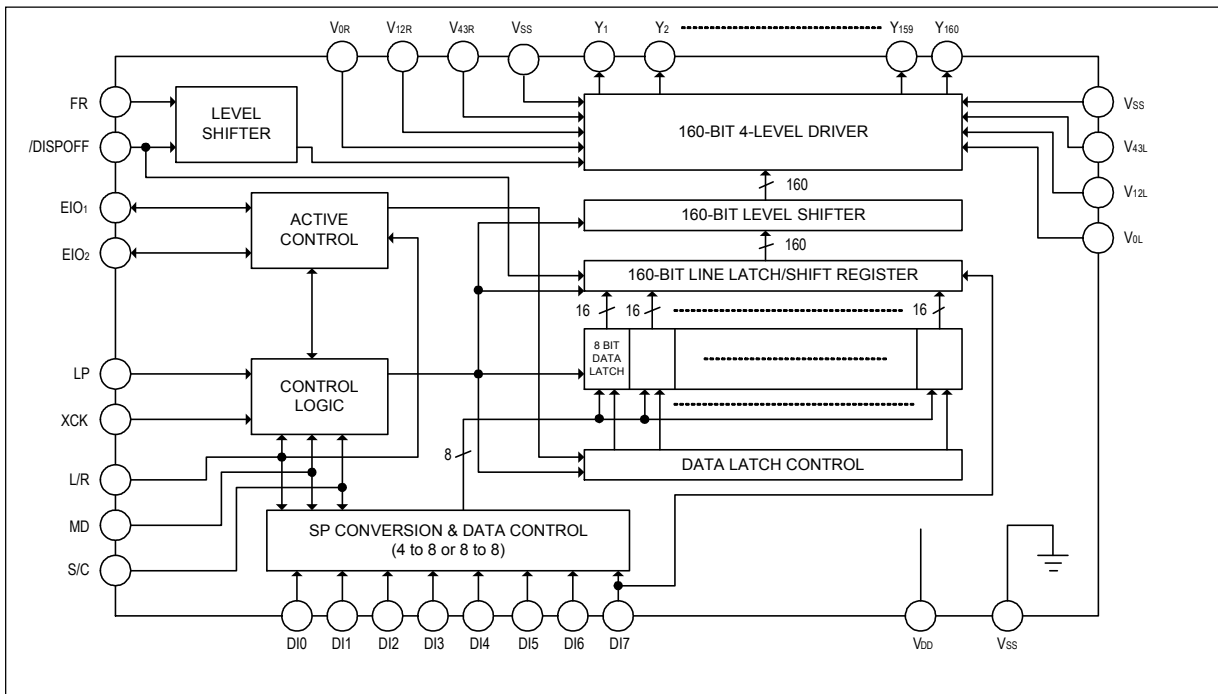 V0R V12R V43R VSS Y1 Y2 Y159 Y160
FR
LEVEL
SHIFTER
/DISPOFF
160-BIT 4-LEVEL DRIVER
VSS
V43L
V12L
V0L
160
EIO1
EIO2
ACTIVE
CONTROL
160-BIT LEVEL SHIFTER
160
160-BIT LINE LATCH/SHIFT REGISTER
16 16 16
8 BIT
DATA
LATCH
LP
XCK
CONTROL
LOGIC
L/R
MD
S/C
8
DATA LATCH CONTROL
SP CONVERSION & DATA CONTROL
(4 to 8 or 8 to 8)
DI0 DI1 DI2 DI3 DI4 DI5 DI6 DI7 VDD VSS